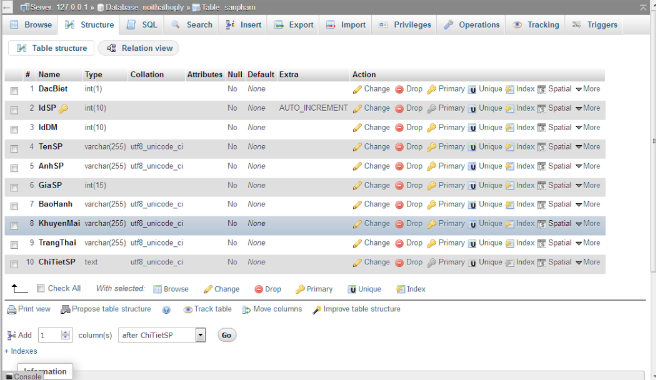 Server: 127.0.0.1 » Database: noithathoply » Table: sanpham
Browse Structure SQL Search Insert Export Import Privileges Operations Tracking Triggers
Table structure Relation view
# Name Type Collation Attributes Null Default Extra Action
1 DacBiet int(1) No None Change Drop Primary Unique Index Spatial More
2 IdSP int(10) No None AUTO_INCREMENT Change Drop Primary Unique Index Spatial More
3 IdDM int(10) No None Change Drop Primary Unique Index Spatial More
4 TenSP varchar(255) utf8_unicode_ci No None Change Drop Primary Unique Index Spatial More
5 AnhSP varchar(255) utf8_unicode_ci No None Change Drop Primary Unique Index Spatial More
6 GiaSP int(15) No None Change Drop Primary Unique Index Spatial More
7 BaoHanh varchar(255) utf8_unicode_ci No None Change Drop Primary Unique Index Spatial More
8 KhuyenMai varchar(255) utf8_unicode_ci No None Change Drop Primary Unique Index Spatial More
9 TrangThai varchar(255) utf8_unicode_ci No None Change Drop Primary Unique Index Spatial More
10 ChiTietSP text utf8_unicode_ci No None Change Drop Primary Unique Index Spatial More
Check All With selected: Browse Change Drop Primary Unique Index
Print view Propose table structure Track table Move columns Improve table structure
Add 1 column(s) after ChiTietSP Go
+ Indexes
Information
Console